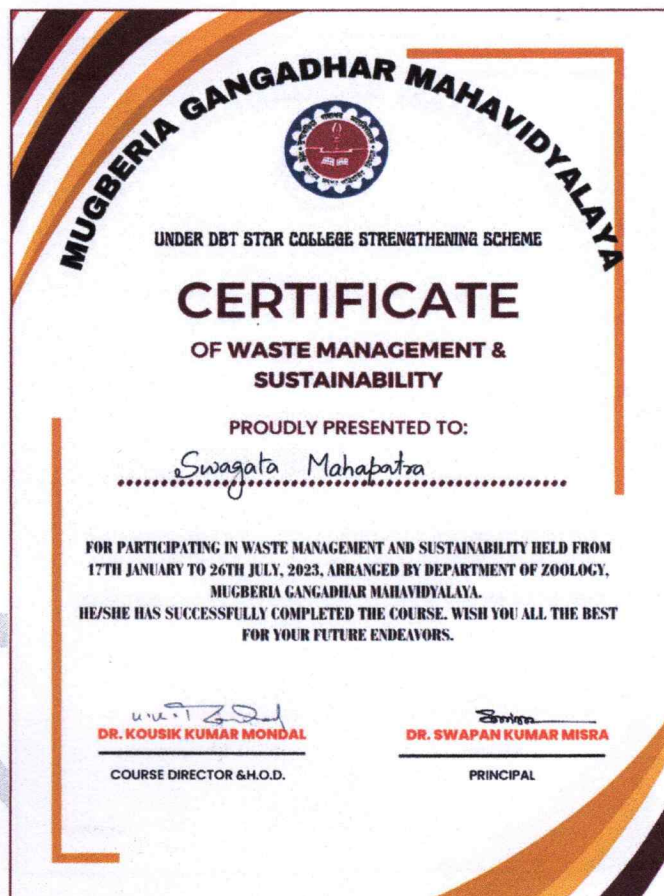 MUGBERIA GANGADHAR MAHAVIDYALAYA
UNDER DBT STAR COLLEGE STRENGTHENING SCHEME
CERTIFICATE
OF WASTE MANAGEMENT &
SUSTAINABILITY
PROUDLY PRESENTED TO:
Swagata Mahapatra
FOR PARTICIPATING IN WASTE MANAGEMENT AND SUSTAINABILITY HELD FROM
17TH JANUARY TO 26TH JULY, 2023, ARRANGED BY DEPARTMENT OF ZOOLOGY,
MUGBERIA GANGADHAR MAHAVIDYALAYA.
HE/SHE HAS SUCCESSFULLY COMPLETED THE COURSE. WISH YOU ALL THE BEST
FOR YOUR FUTURE ENDEAVORS.
DR. KOUSIK KUMAR MONDAL
DR. SWAPAN KUMAR MISRA
COURSE DIRECTOR &H.O.D.
PRINCIPAL